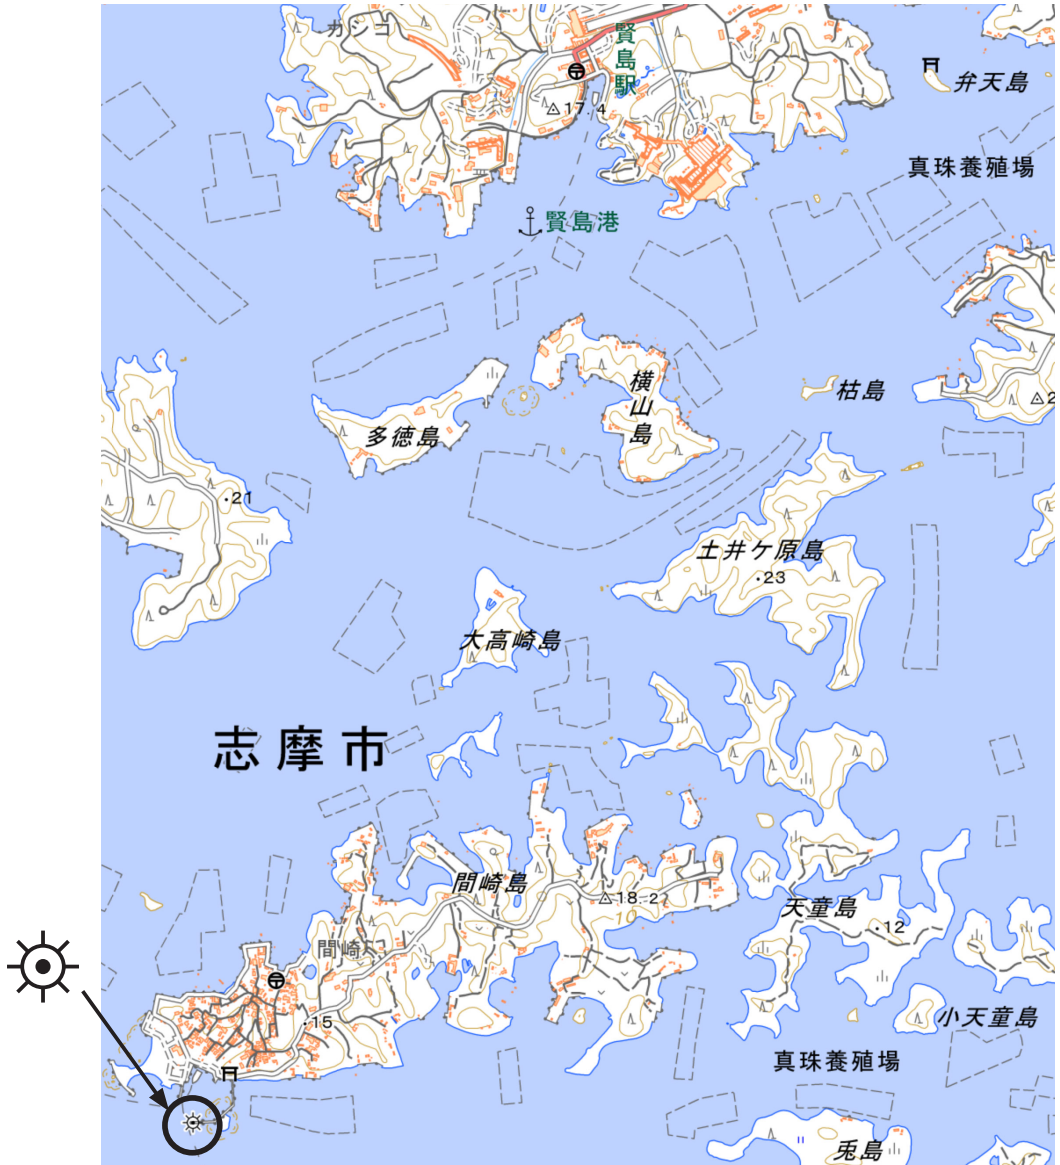 カシコ
賢島駅
弁天島
17.4
真珠養殖場
賢島港
横山島
枯島
2
多徳島
21
土井ケ原島
23
大高崎島
志摩市
間崎島
18.2
10
天童島
12
間崎
小天童島
15
真珠養殖場
兎島